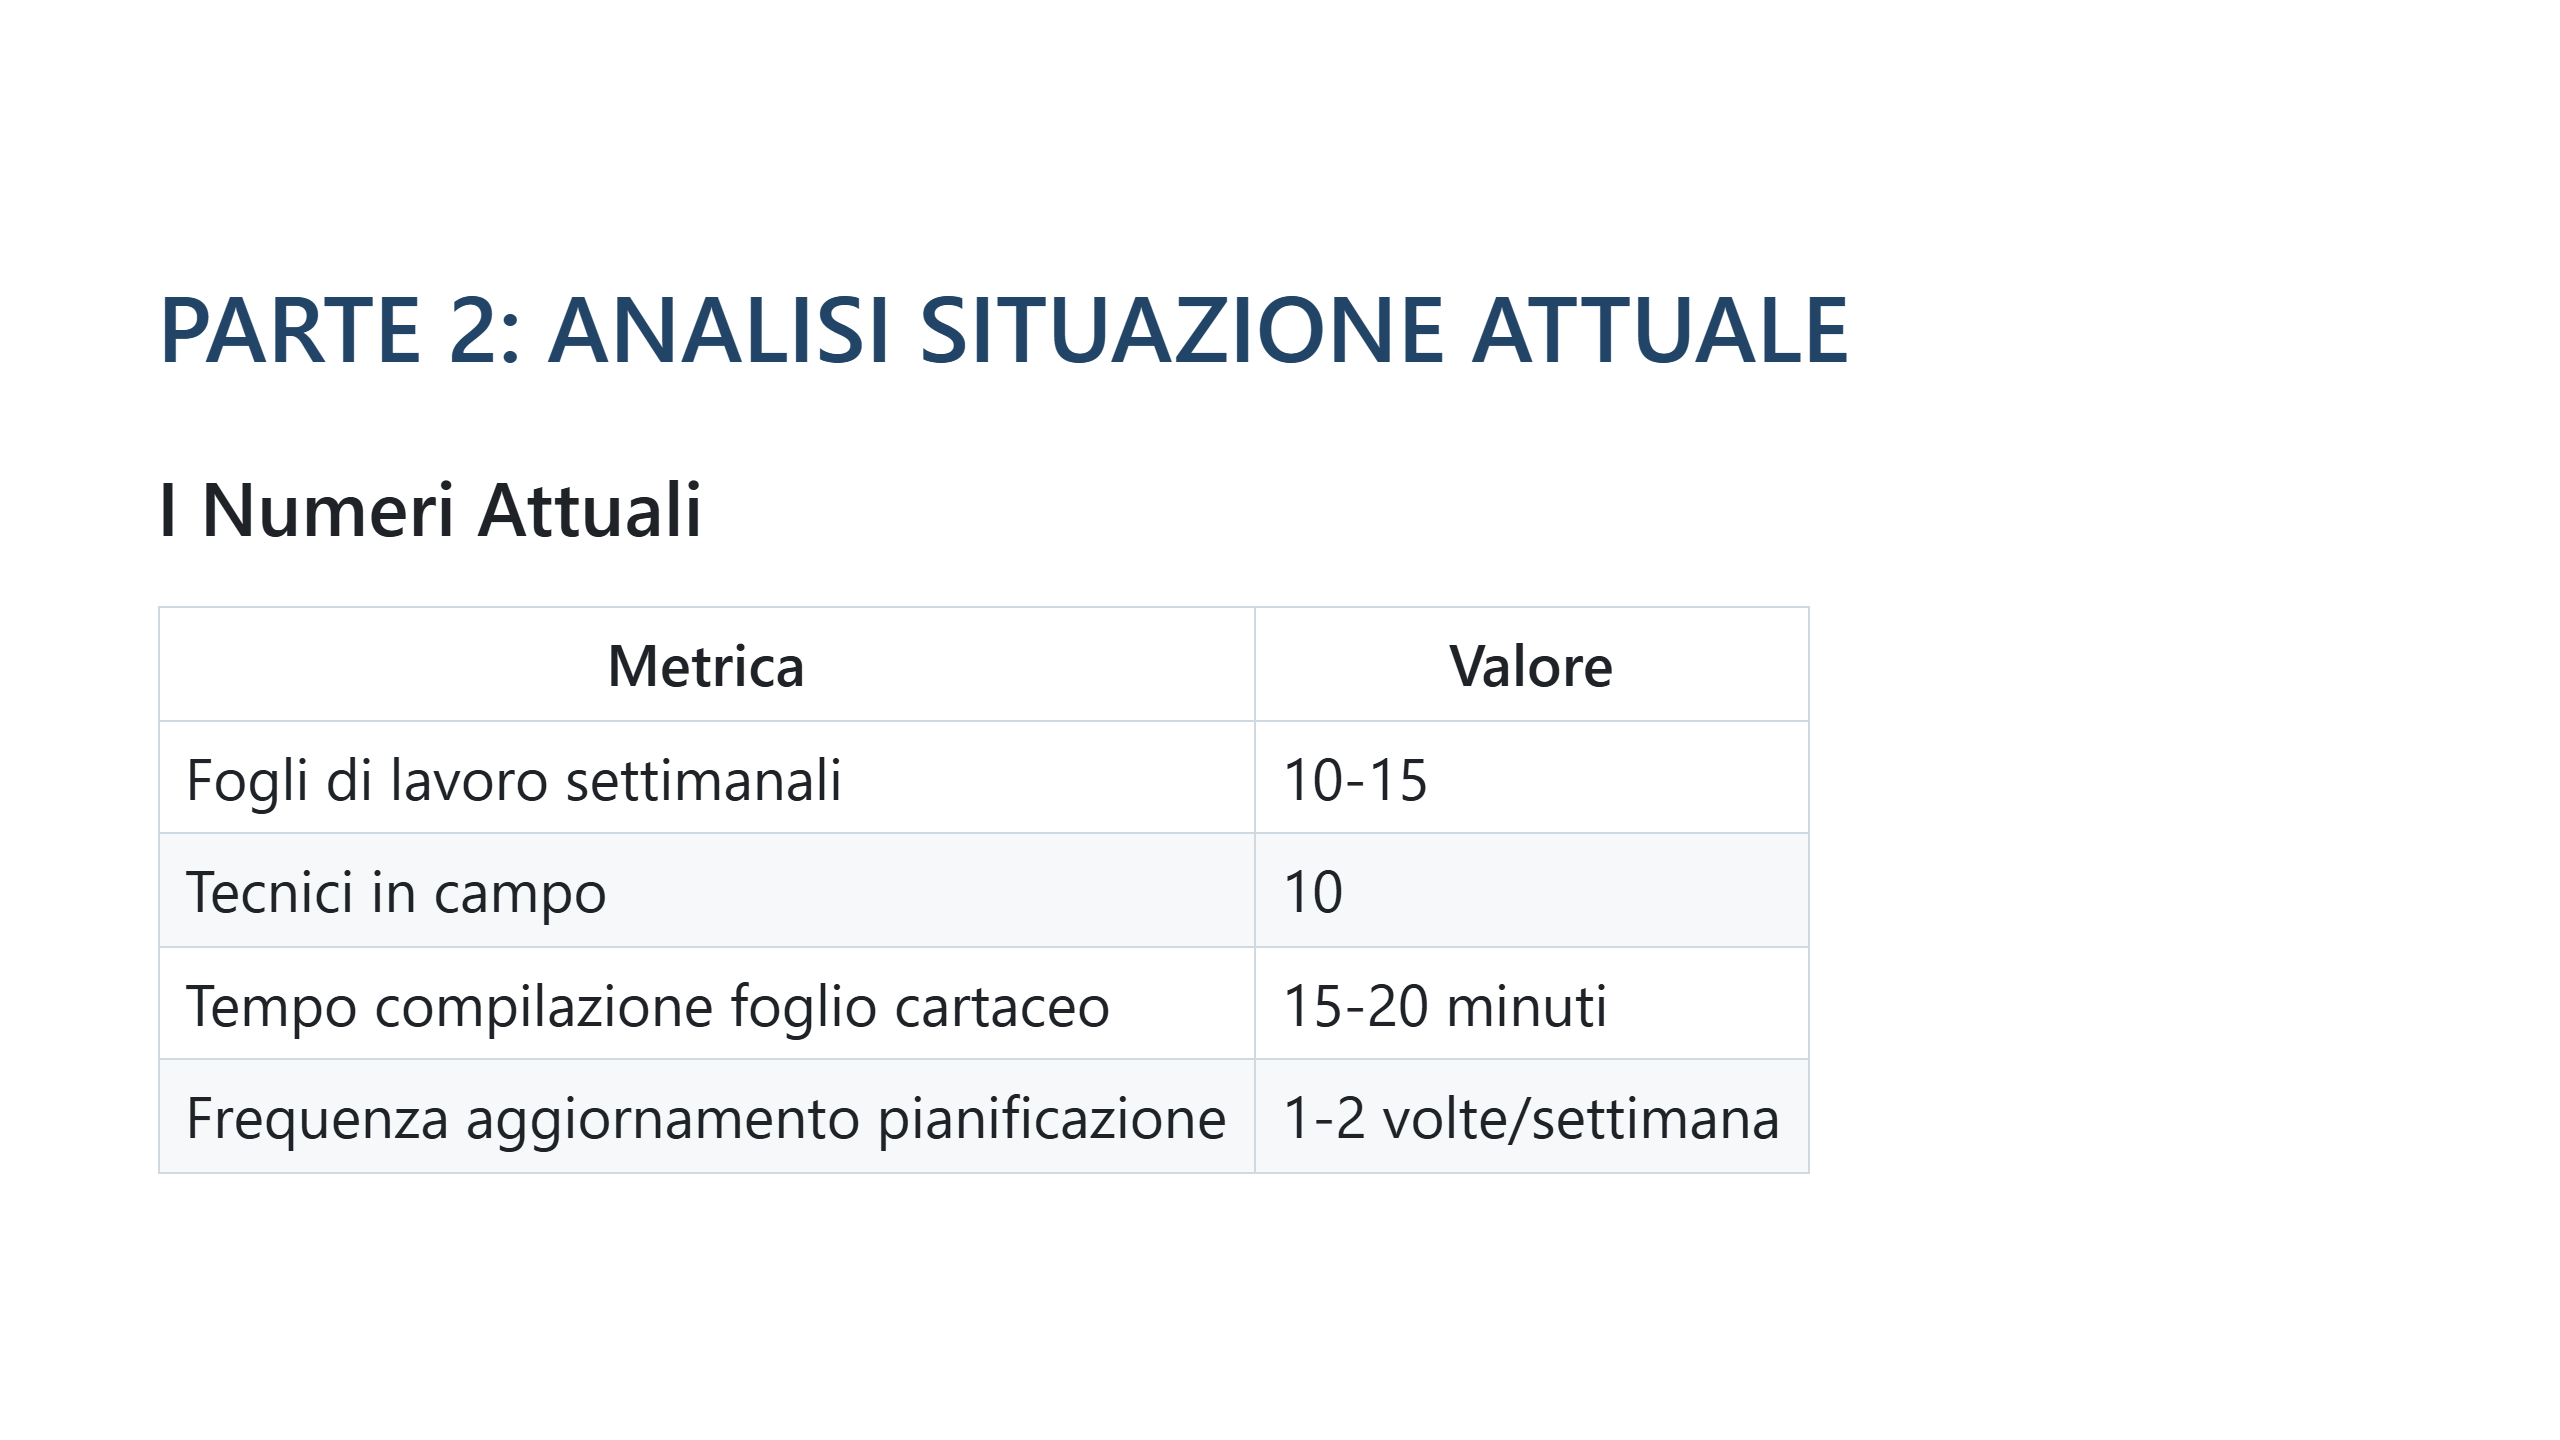 PARTE 2: ANALISI SITUAZIONE ATTUALE
I Numeri Attuali
Metrica Valore
Fogli di lavoro settimanali 10-15
Tecnici in campo 10
Tempo compilazione foglio cartaceo 15-20 minuti
Frequenza aggiornamento pianificazione 1-2 volte/settimana